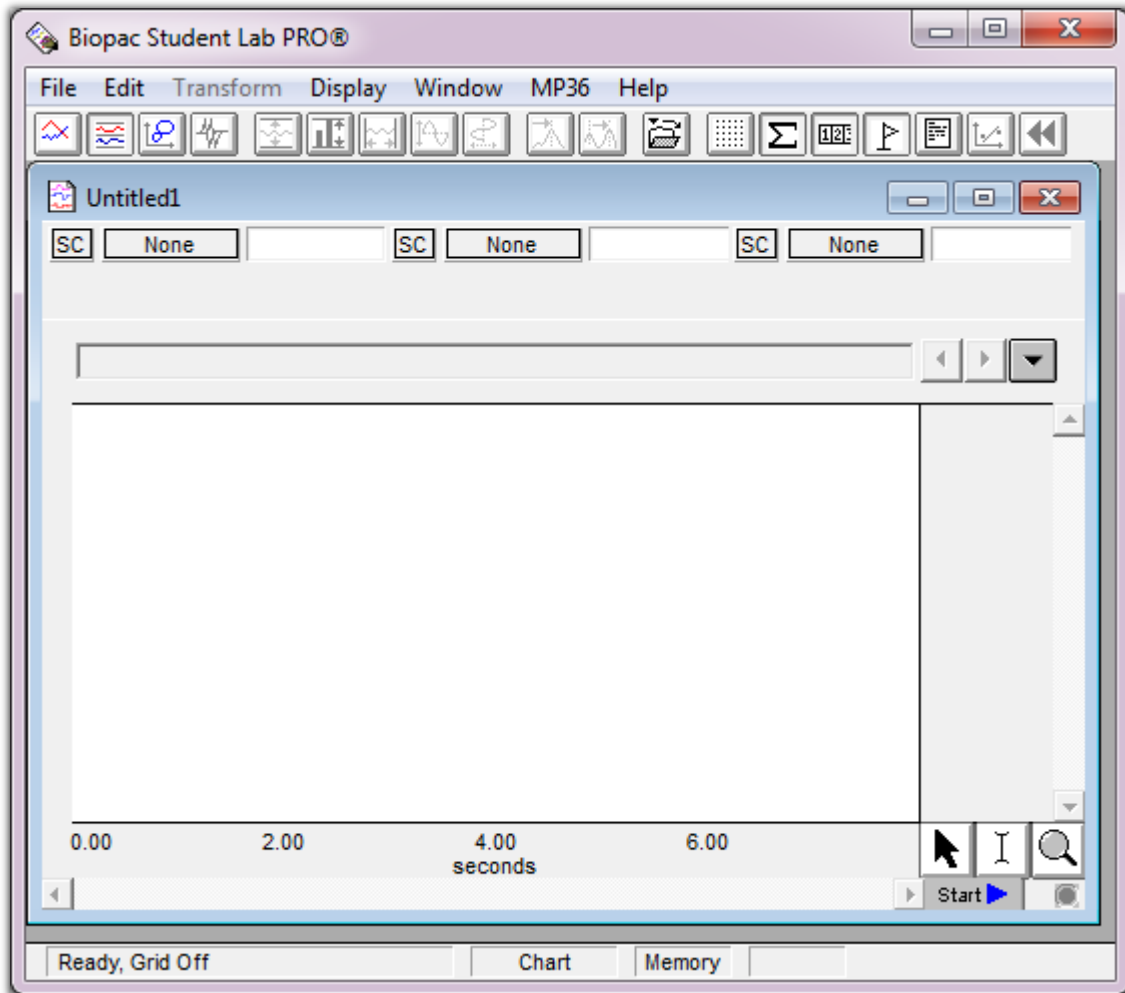 Biopac Student Lab PRO®
File Edit Transform Display Window MP36 Help
Untitled1
SC None SC None SC None
0.00 2.00 4.00 6.00
seconds
Start
Ready, Grid Off Chart Memory